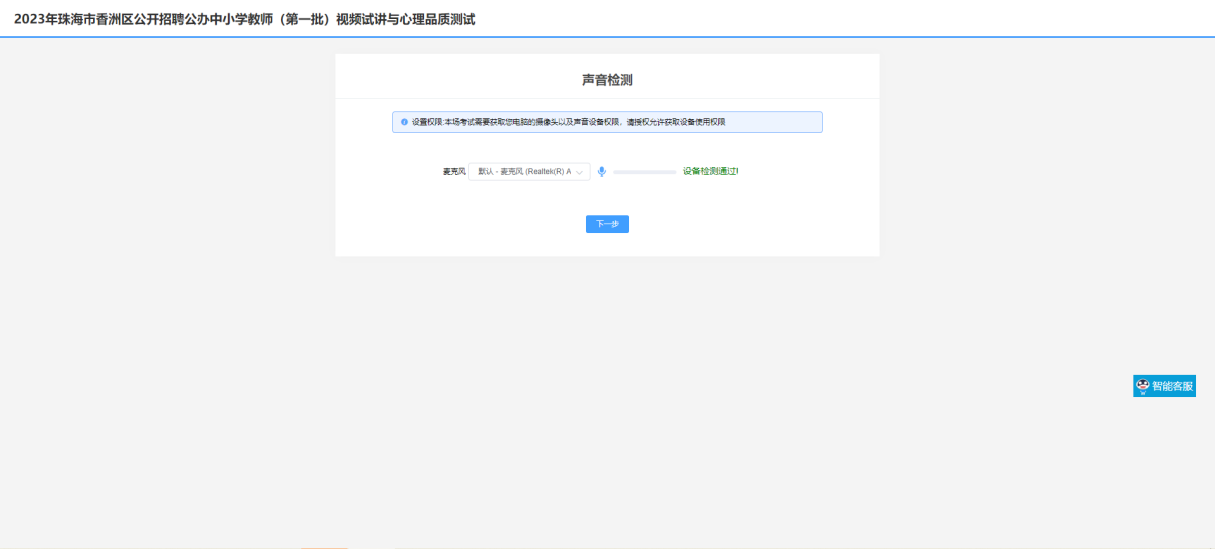 2023年珠海市香洲区公开招聘公办中小学教师（第一批）视频试讲与心理品质测试
声音检测
设置权限:本场考试需要获取您电脑的摄像头以及声音设备权限，请授权允许获取设备使用权限
麦克风 默认 - 麦克风 (Realtek(R) A 设备检测通过!
下一步
智能客服